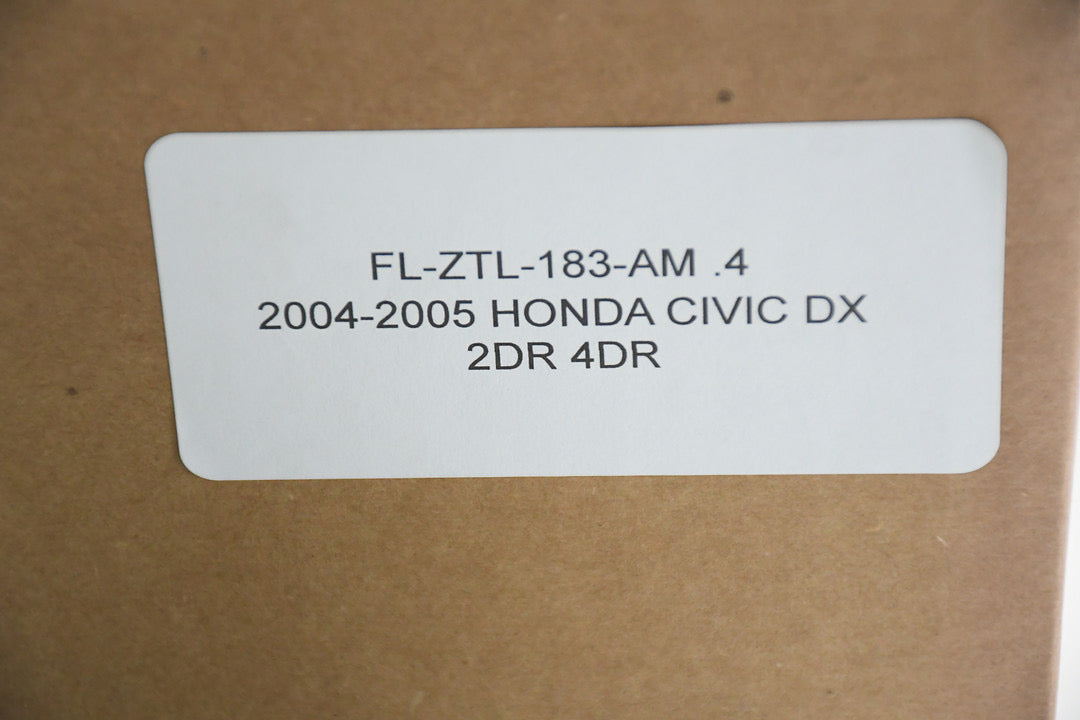 FL-ZTL-183-AM .4
2004-2005 HONDA CIVIC DX
2DR 4DR